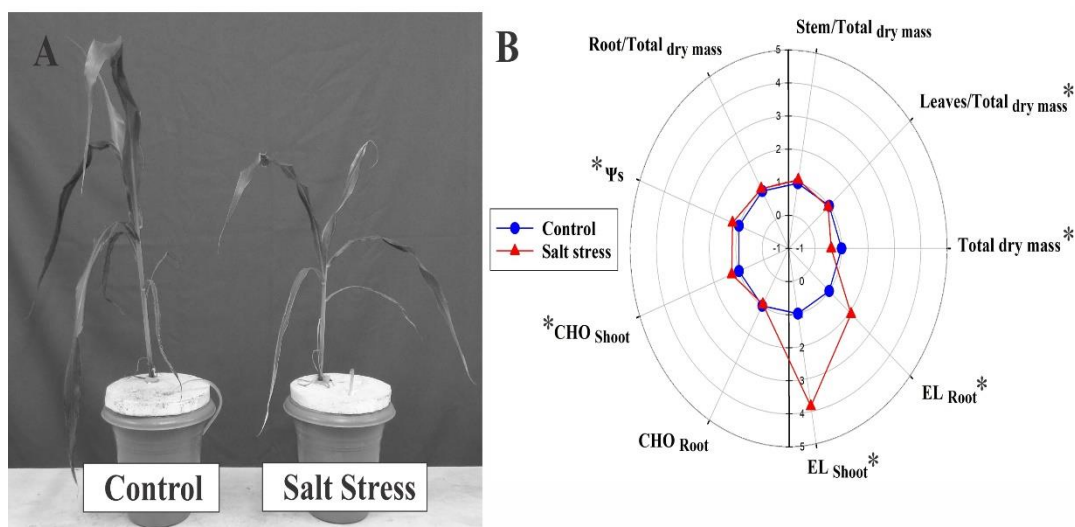 A
Control
Salt Stress
B
Stem/Total dry mass
Root/Total dry mass
Leaves/Total dry mass*
*Ψs
Control
Salt stress
Total dry mass*
*CHO Shoot
EL Root*
CHO Root
EL Shoot*
5
4
3
2
1
0
-1
0
1
2
3
4
5